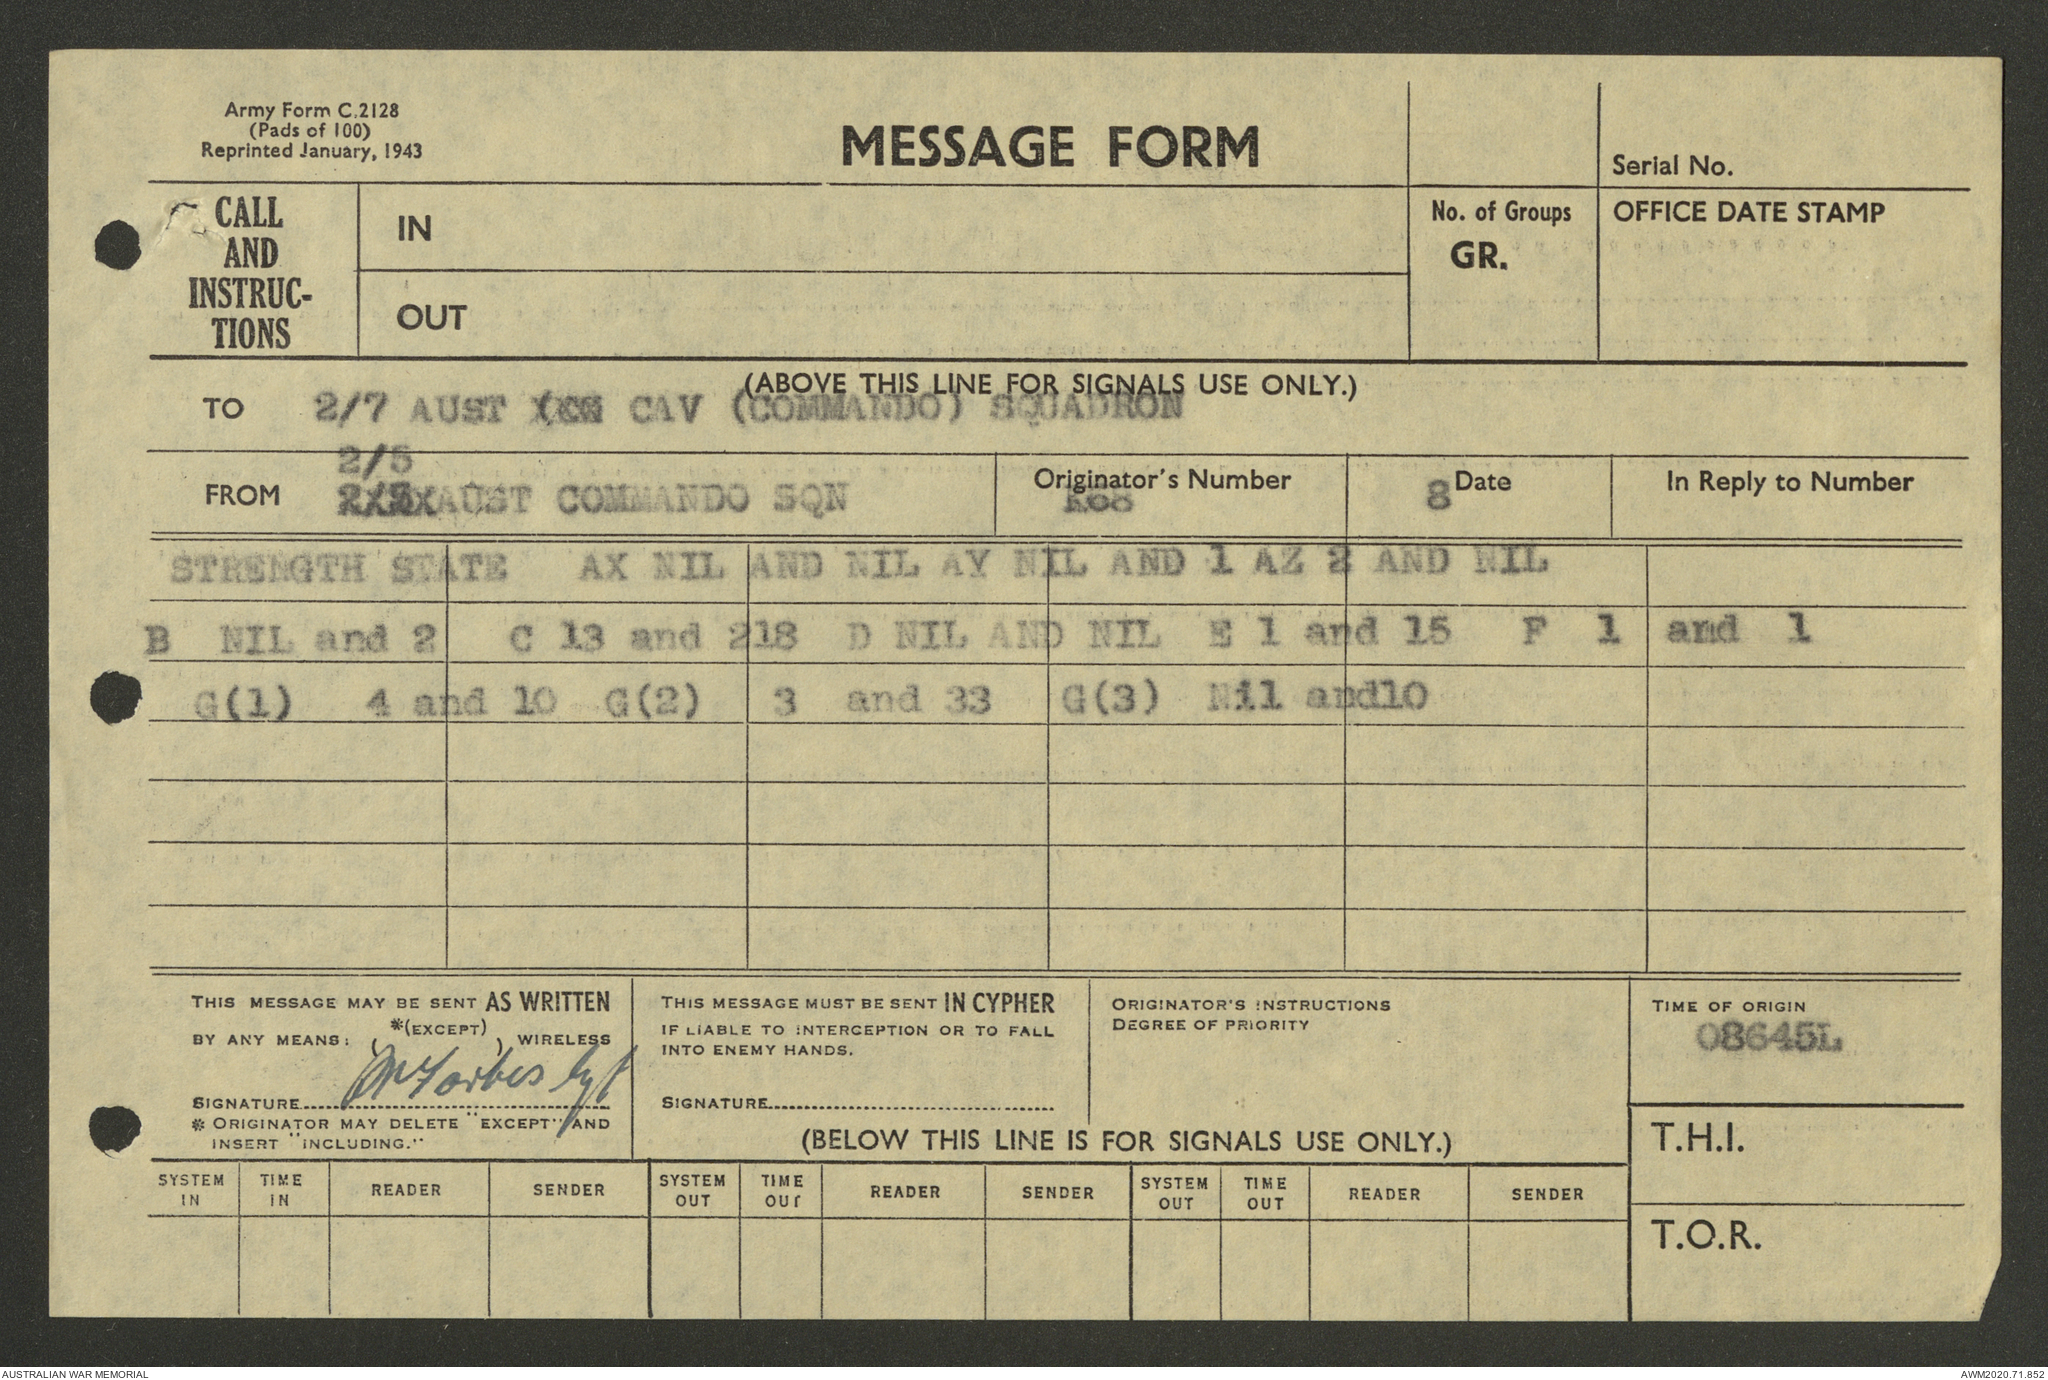 Army Form C.2128
(Pads of 100)
Reprinted January, 1943
MESSAGE FORM
Serial No.
CALL
AND
INSTRUC-
TIONS
IN
OUT
No. of Groups
GR.
OFFICE DATE STAMP
(ABOVE THIS LINE FOR SIGNALS USE ONLY.)
TO 2/7 AUST CAV (COMMANDO) SQUADRON
2/5
FROM AUST COMMANDO SQN
Originator's Number
K68
8 Date
In Reply to Number
STRENGTH STATE AX NIL AND NIL AY NIL AND 1 AZ 2 AND NIL
B NIL and 2 C 13 and 218 D NIL AND NIL E 1 and 15 F 1 and 1
G(1) 4 and 10 G(2) 3 and 33 G(3) Nil and10
THIS MESSAGE MAY BE SENT AS WRITTEN
BY ANY MEANS: *(EXCEPT) WIRELESS
SIGNATURE
Forbes
* ORIGINATOR MAY DELETE "EXCEPT" AND
INSERT "INCLUDING."
THIS MESSAGE MUST BE SENT IN CYPHER
IF LIABLE TO INTERCEPTION OR TO FALL
INTO ENEMY HANDS.
SIGNATURE
ORIGINATOR'S INSTRUCTIONS
DEGREE OF PRIORITY
TIME OF ORIGIN
08645L
(BELOW THIS LINE IS FOR SIGNALS USE ONLY.)
T.H.I.
T.O.R.
SYSTEM IN
TIME IN
READER
SENDER
SYSTEM OUT
TIME OUT
READER
SENDER
SYSTEM OUT
TIME OUT
READER
SENDER
AUSTRALIAN WAR MEMORIAL
AWM2020.71.852